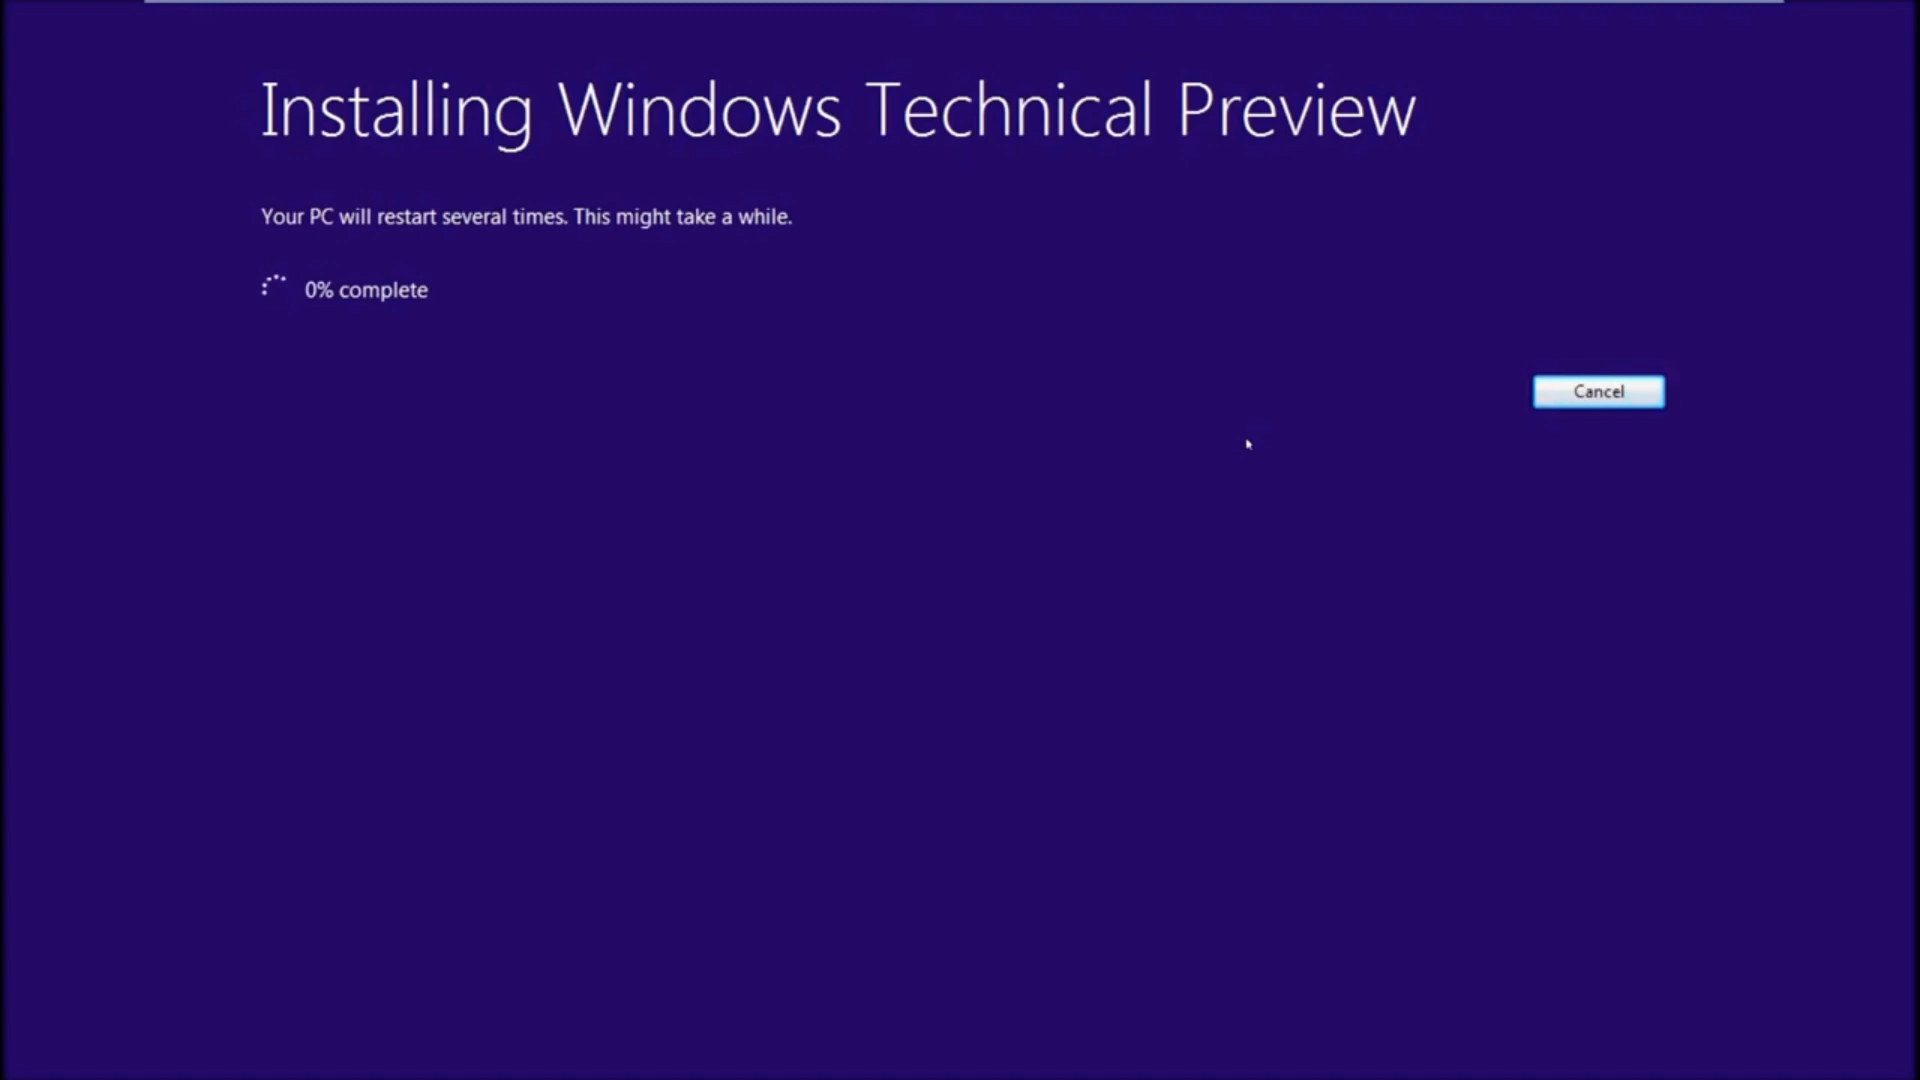 Installing Windows Technical Preview
Your PC will restart several times. This might take a while.
0% complete
Cancel